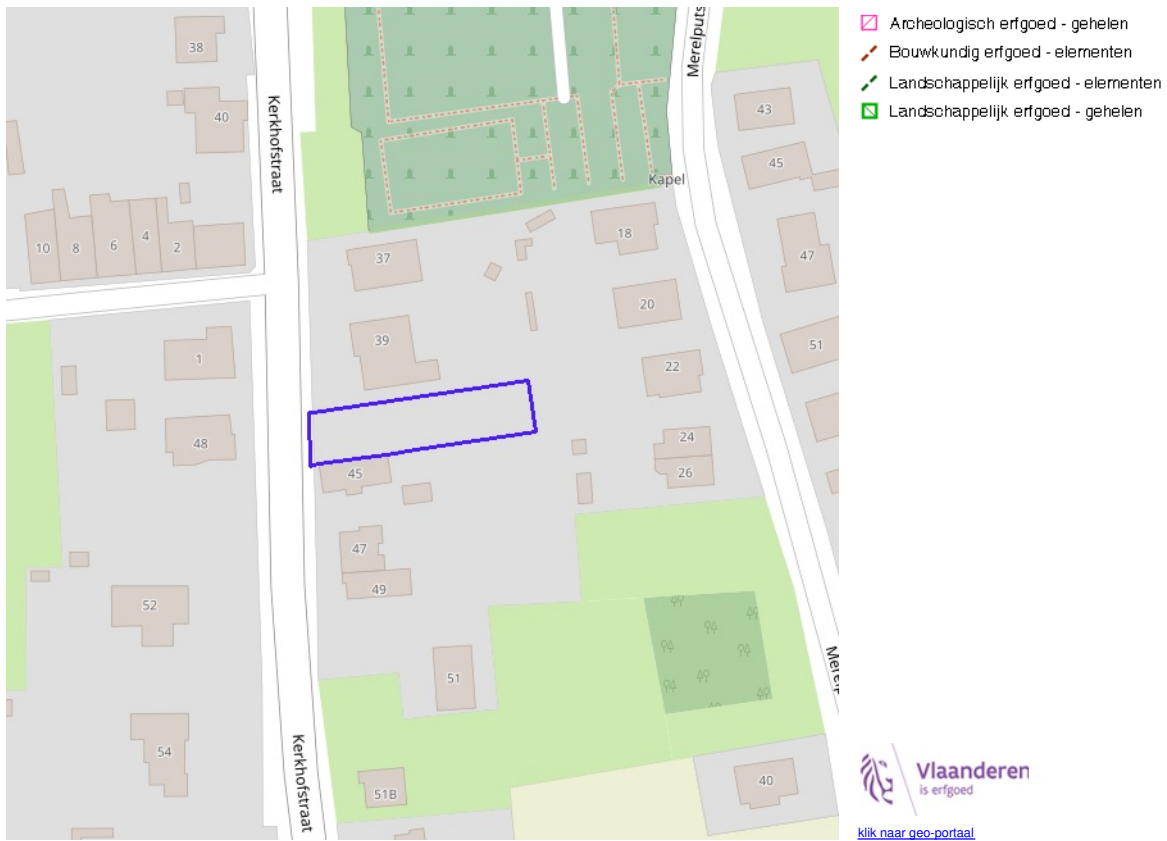 38
40
Kerkhofstraat
Merelputs
43
45
Kapel
10
8
6
4
2
37
18
47
20
39
1
51
22
48
24
45
26
47
49
52
51
54
Kerkhofstraat
51B
40
Merelp
Archeologisch erfgoed - gehelen
Bouwkundig erfgoed - elementen
Landschappelijk erfgoed - elementen
Landschappelijk erfgoed - gehelen
Vlaanderen
is erfgoed
klik naar geo-portaal